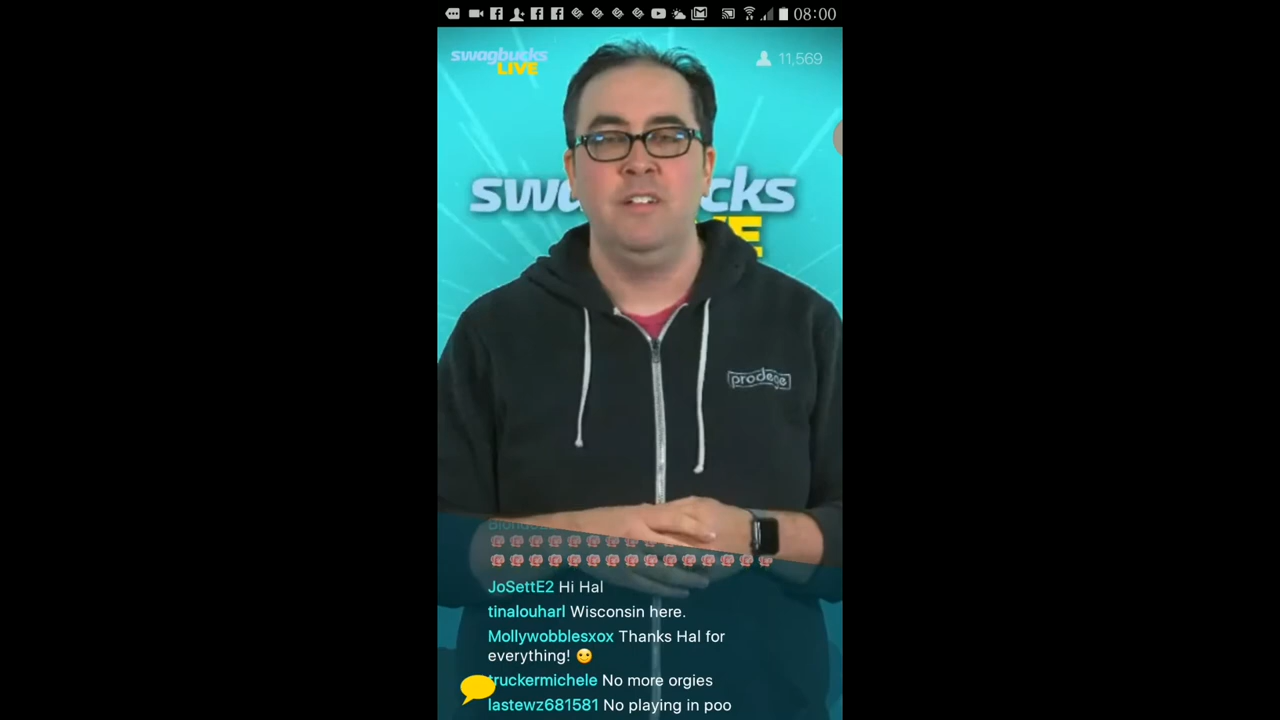 08:00
swagbucks
LIVE
11,569
prodege
JoSettE2 Hi Hal
tinalouharl Wisconsin here.
Mollywobblesxox Thanks Hal for
everything! 😶
truckermichele No more orgies
lastewz681581 No playing in poo